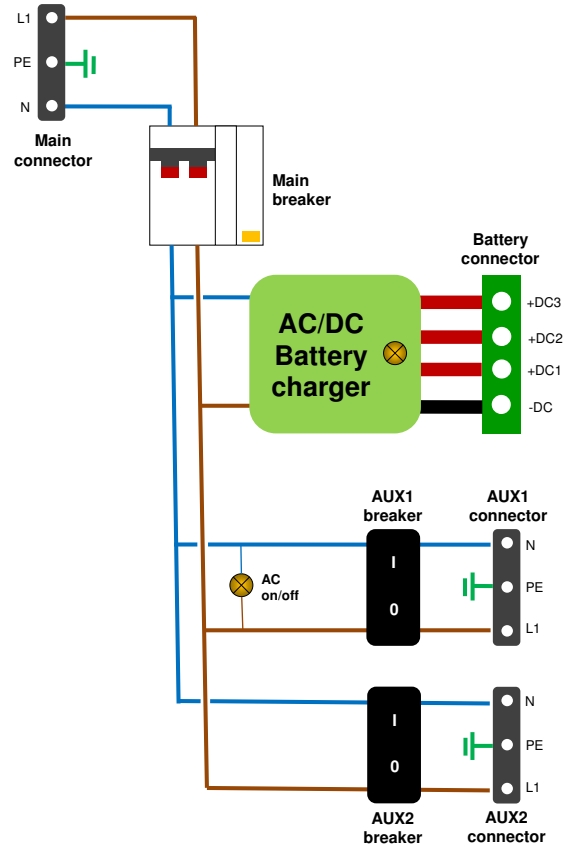 L1
PE
N
Main
connector
Main
breaker
Battery
connector
AC/DC
Battery
charger
+DC3
+DC2
+DC1
-DC
AUX1
breaker
AUX1
connector
I
0
N
PE
L1
AC
on/off
I
0
N
PE
L1
AUX2
breaker
AUX2
connector